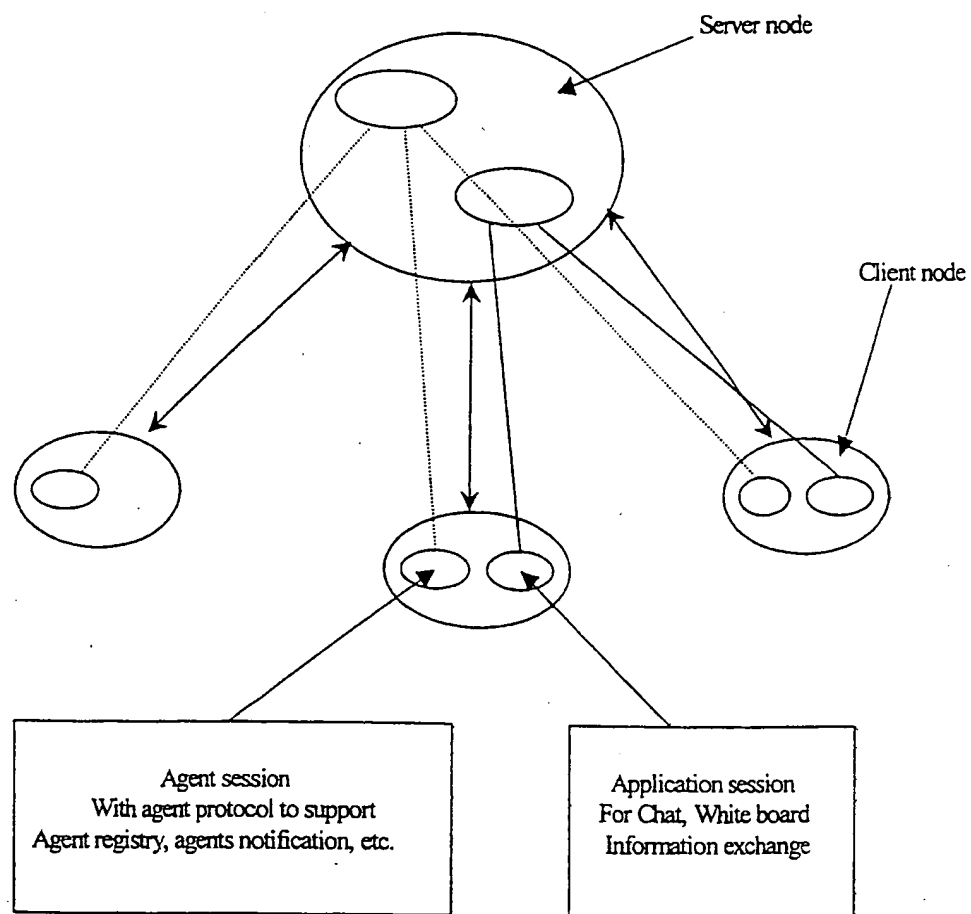 Server node
Client node
Agent session
With agent protocol to support
Agent registry, agents notification, etc.
Application session
For Chat, White board
Information exchange